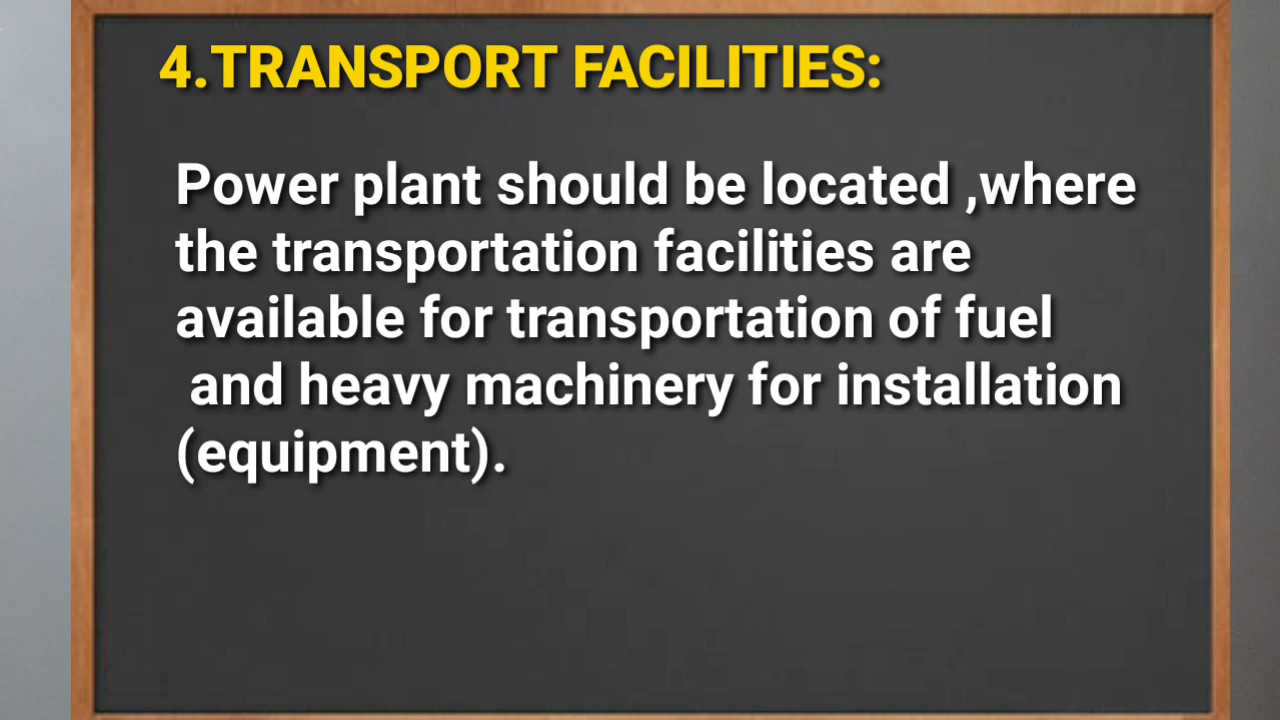 4.TRANSPORT FACILITIES:
Power plant should be located ,where
the transportation facilities are
available for transportation of fuel
and heavy machinery for installation
(equipment).